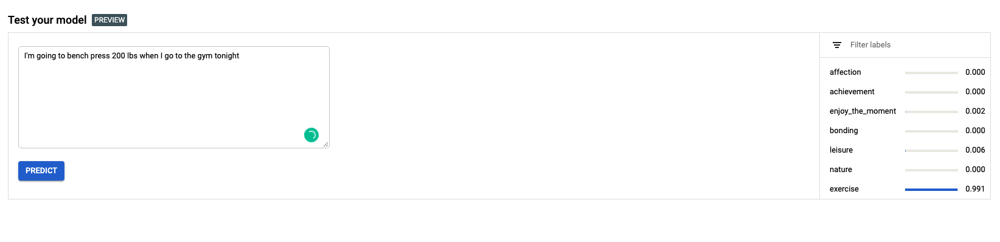 Test your model PREVIEW
I'm going to bench press 200 lbs when I go to the gym tonight
PREDICT
Filter labels
affection 0.000
achievement 0.000
enjoy_the_moment 0.002
bonding 0.000
leisure 0.006
nature 0.000
exercise 0.991